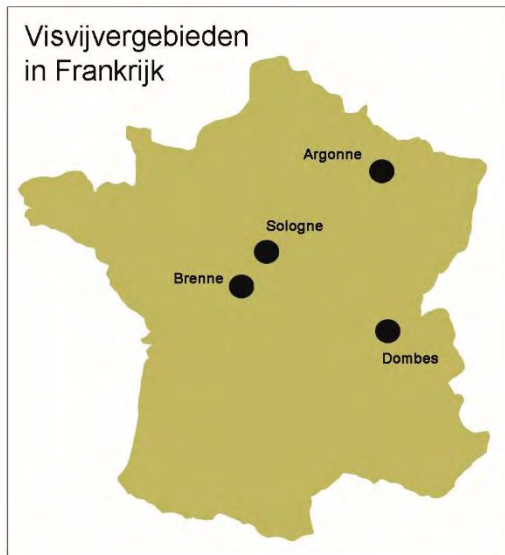 Visvijvergebieden
in Frankrijk
Argonne
Sologne
Brenne
Dombes